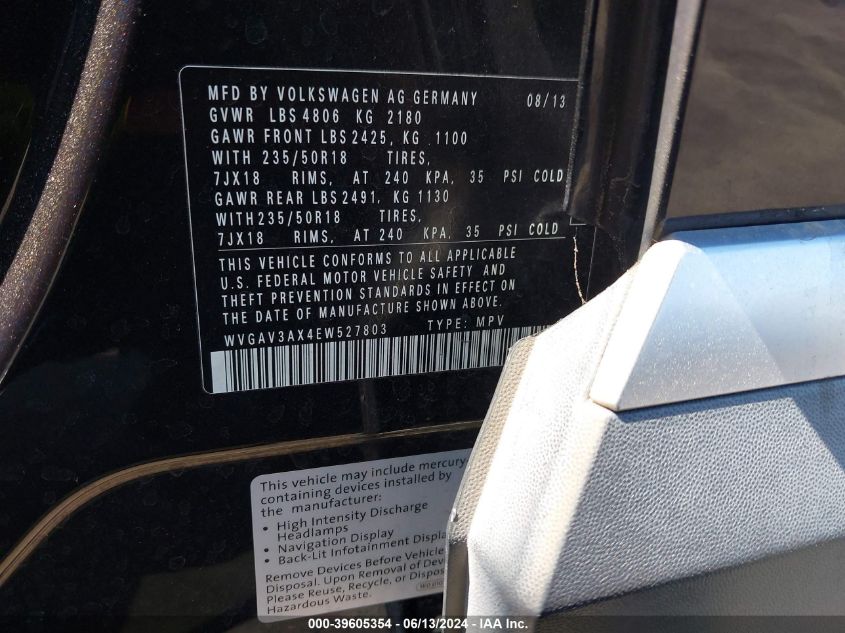 MFD BY VOLKSWAGEN AG GERMANY 08/13
GVWR LBS 4806 KG 2180
GAWR FRONT LBS 2425, KG 1100
WITH 235/50R18 TIRES,
7JX18 RIMS, AT 240 KPA, 35 PSI COLD
GAWR REAR LBS 2491, KG 1130
WITH 235/50R18 TIRES,
7JX18 RIMS, AT 240 KPA, 35 PSI COLD
THIS VEHICLE CONFORMS TO ALL APPLICABLE
U.S. FEDERAL MOTOR VEHICLE SAFETY AND
THEFT PREVENTION STANDARDS IN EFFECT ON
THE DATE OF MANUFACTURE SHOWN ABOVE.
WVGAV3AX4EW527803 TYPE: MPV
This vehicle may include mercury
containing devices installed by
the manufacturer:
• High Intensity Discharge
Headlamps
• Navigation Display
• Back-Lit Infotainment Display
Remove Devices Before Vehicle
Disposal. Upon Removal of
Please Reuse, Recycle, or
Hazardous Waste.
000-39605354 - 06/13/2024 - IAA Inc.